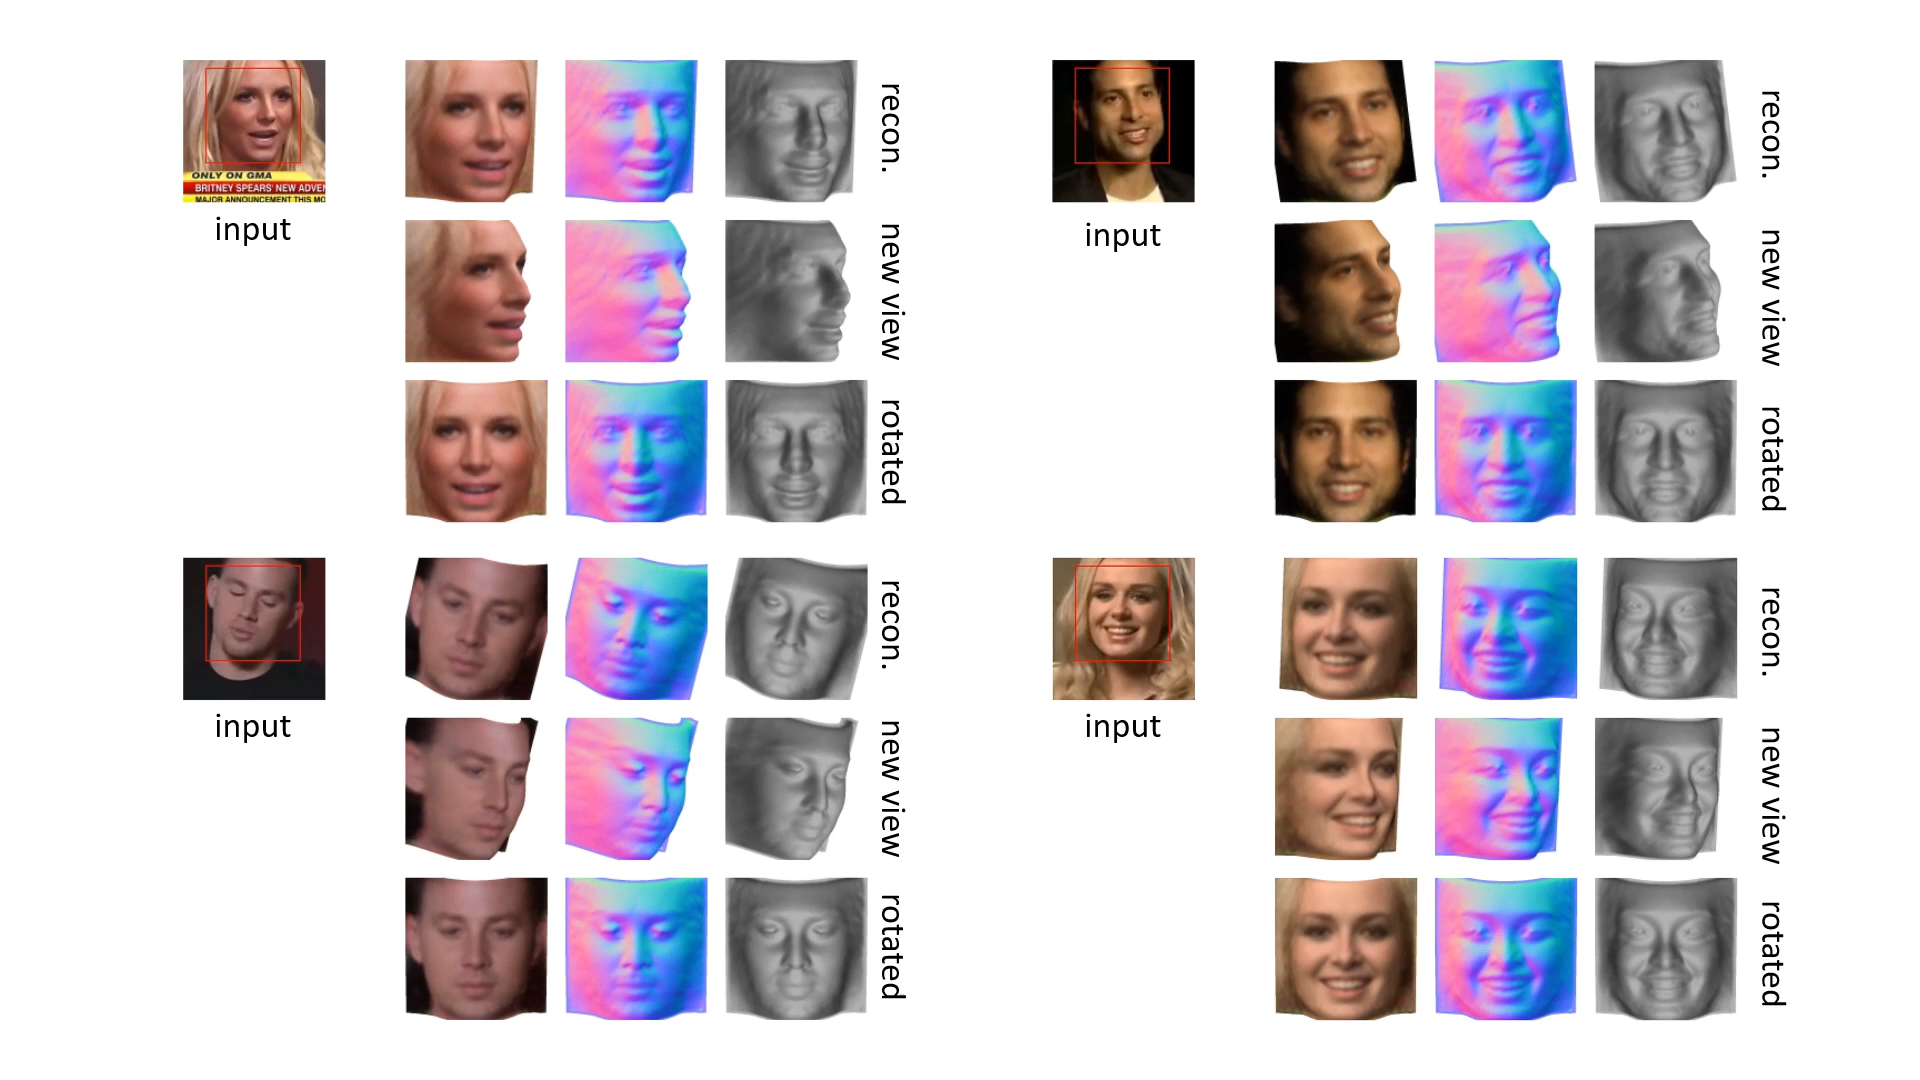 ONLY ON GMA
BRITNEY SPEARS' NEW ADVEN
MAJOR ANNOUNCEMENT THIS MO
input
recon.
new view
rotated
input
recon.
new view
rotated
input
recon.
new view
rotated
input
recon.
new view
rotated